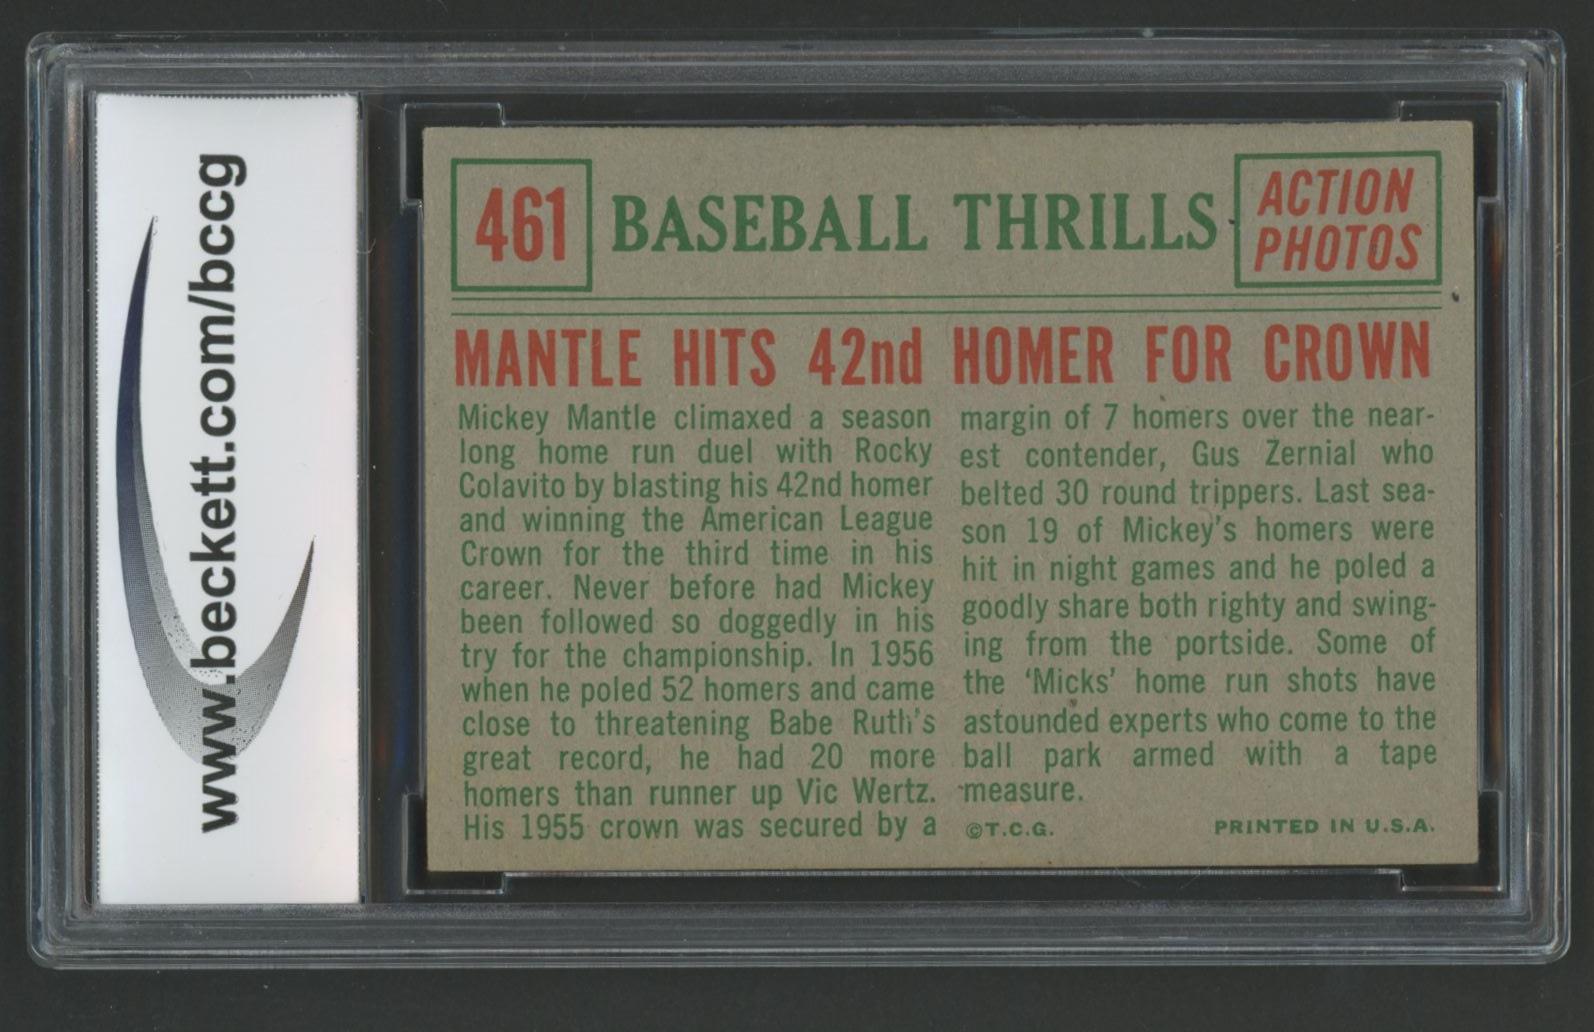 www.beckett.com/bccg
461
BASEBALL THRILLS
ACTION
PHOTOS
MANTLE HITS 42nd HOMER FOR CROWN
Mickey Mantle climaxed a season
long home run duel with Rocky
Colavito by blasting his 42nd homer
and winning the American League
Crown for the third time in his
career. Never before had Mickey
been followed so doggedly in his
try for the championship. In 1956
when he poled 52 homers and came
close to threatening Babe Ruth's
great record, he had 20 more
homers than runner up Vic Wertz.
His 1955 crown was secured by a
margin of 7 homers over the near-
est contender, Gus Zernial who
belted 30 round trippers. Last sea-
son 19 of Mickey's homers were
hit in night games and he poled a
goodly share both righty and swing-
ing from the portside. Some of
the 'Micks' home run shots have
astounded experts who come to the
ball park armed with a tape
measure.
©T.C.G.
PRINTED IN U.S.A.